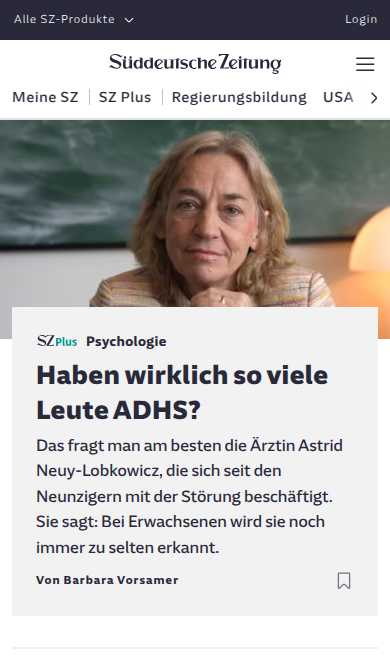 Alle SZ-Produkte
Login
Süddeutsche Zeitung
Meine SZ
SZ Plus
Regierungsbildung
USA
SZ Plus Psychologie
Haben wirklich so viele
Leute ADHS?
Das fragt man am besten die Ärztin Astrid
Neuy-Lobkowicz, die sich seit den
Neunzigern mit der Störung beschäftigt.
Sie sagt: Bei Erwachsenen wird sie noch
immer zu selten erkannt.
Von Barbara Vorsamer